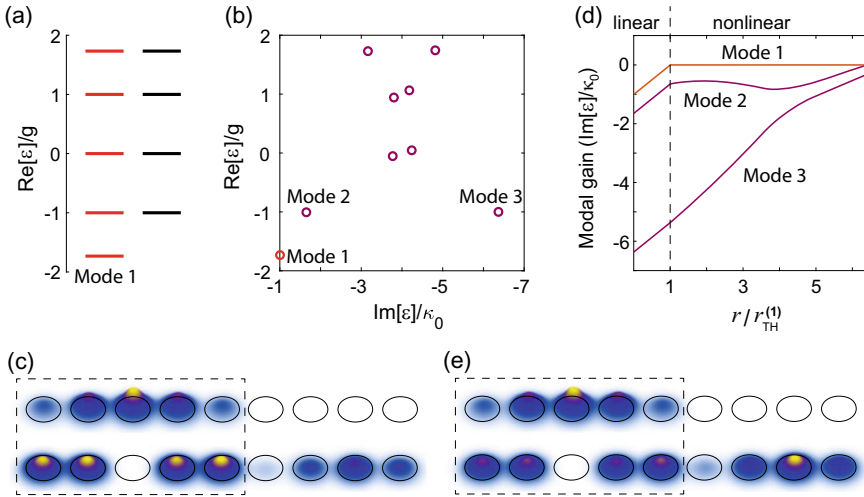 (a)
Re[ε]/g
2
1
0
-1
-2
Mode 1
(b)
Re[ε]/g
2
1
0
-1
-2
Mode 2
Mode 3
Mode 1
-1
-3
-5
-7
Im[ε]/κ0
(d)
linear
nonlinear
Modal gain (Im[ε]/κ0)
0
-2
-4
-6
Mode 1
Mode 2
Mode 3
1
3
5
r/rTH(1)
(c)
(e)